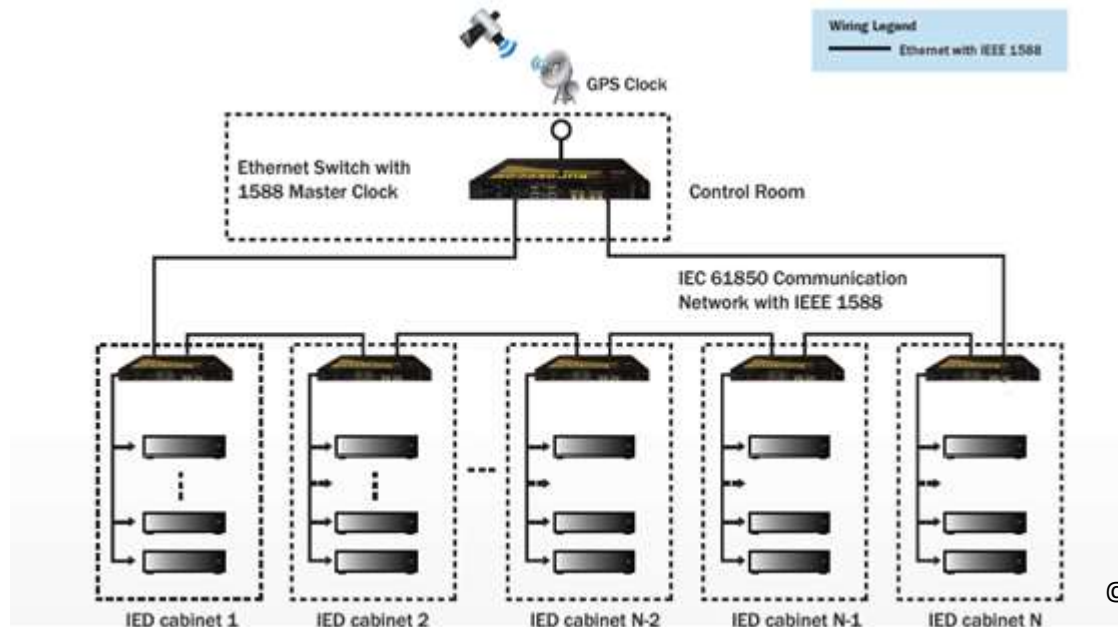 Wiring Legend
Ethernet with IEEE 1588
GPS Clock
Ethernet Switch with
1588 Master Clock
Control Room
IEC 61850 Communication
Network with IEEE 1588
IED cabinet 1
IED cabinet 2
IED cabinet N-2
IED cabinet N-1
IED cabinet N
©